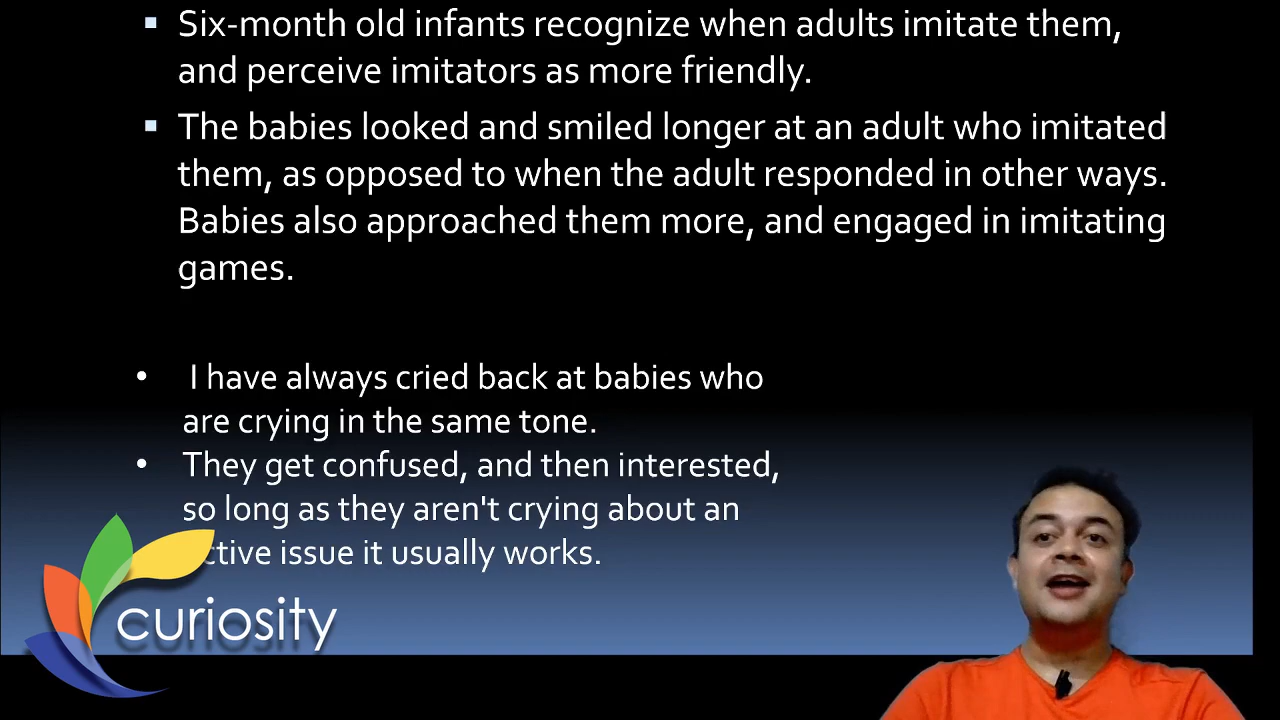 Six-month old infants recognize when adults imitate them,
and perceive imitators as more friendly.
The babies looked and smiled longer at an adult who imitated
them, as opposed to when the adult responded in other ways.
Babies also approached them more, and engaged in imitating
games.
I have always cried back at babies who
are crying in the same tone.
They get confused, and then interested,
so long as they aren't crying about an
issue it usually works.
curiosity